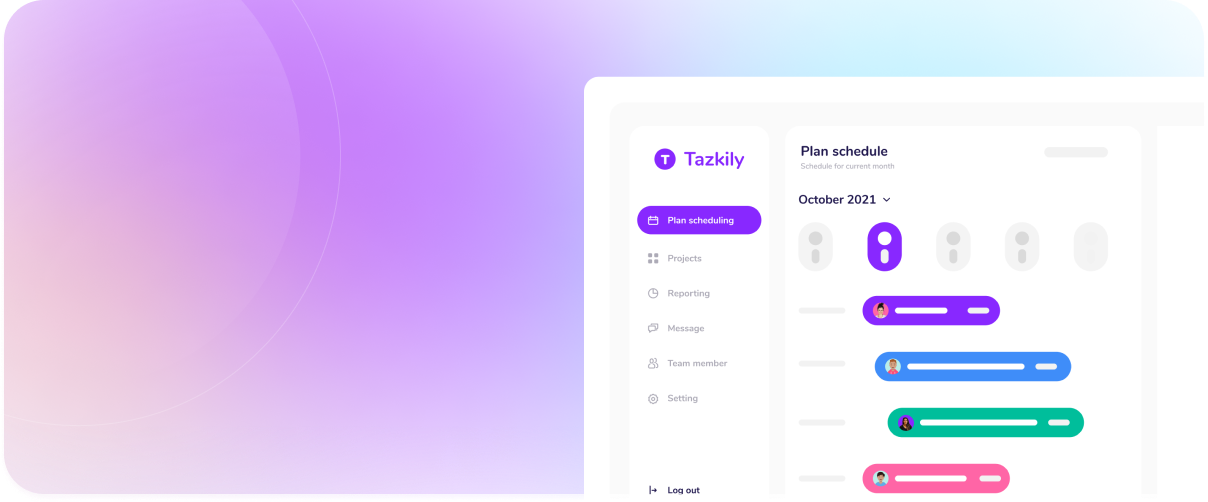 Tazkily
Plan scheduling
Projects
Reporting
Message
Team member
Setting
Log out
Plan schedule
Schedule for current month
October 2021